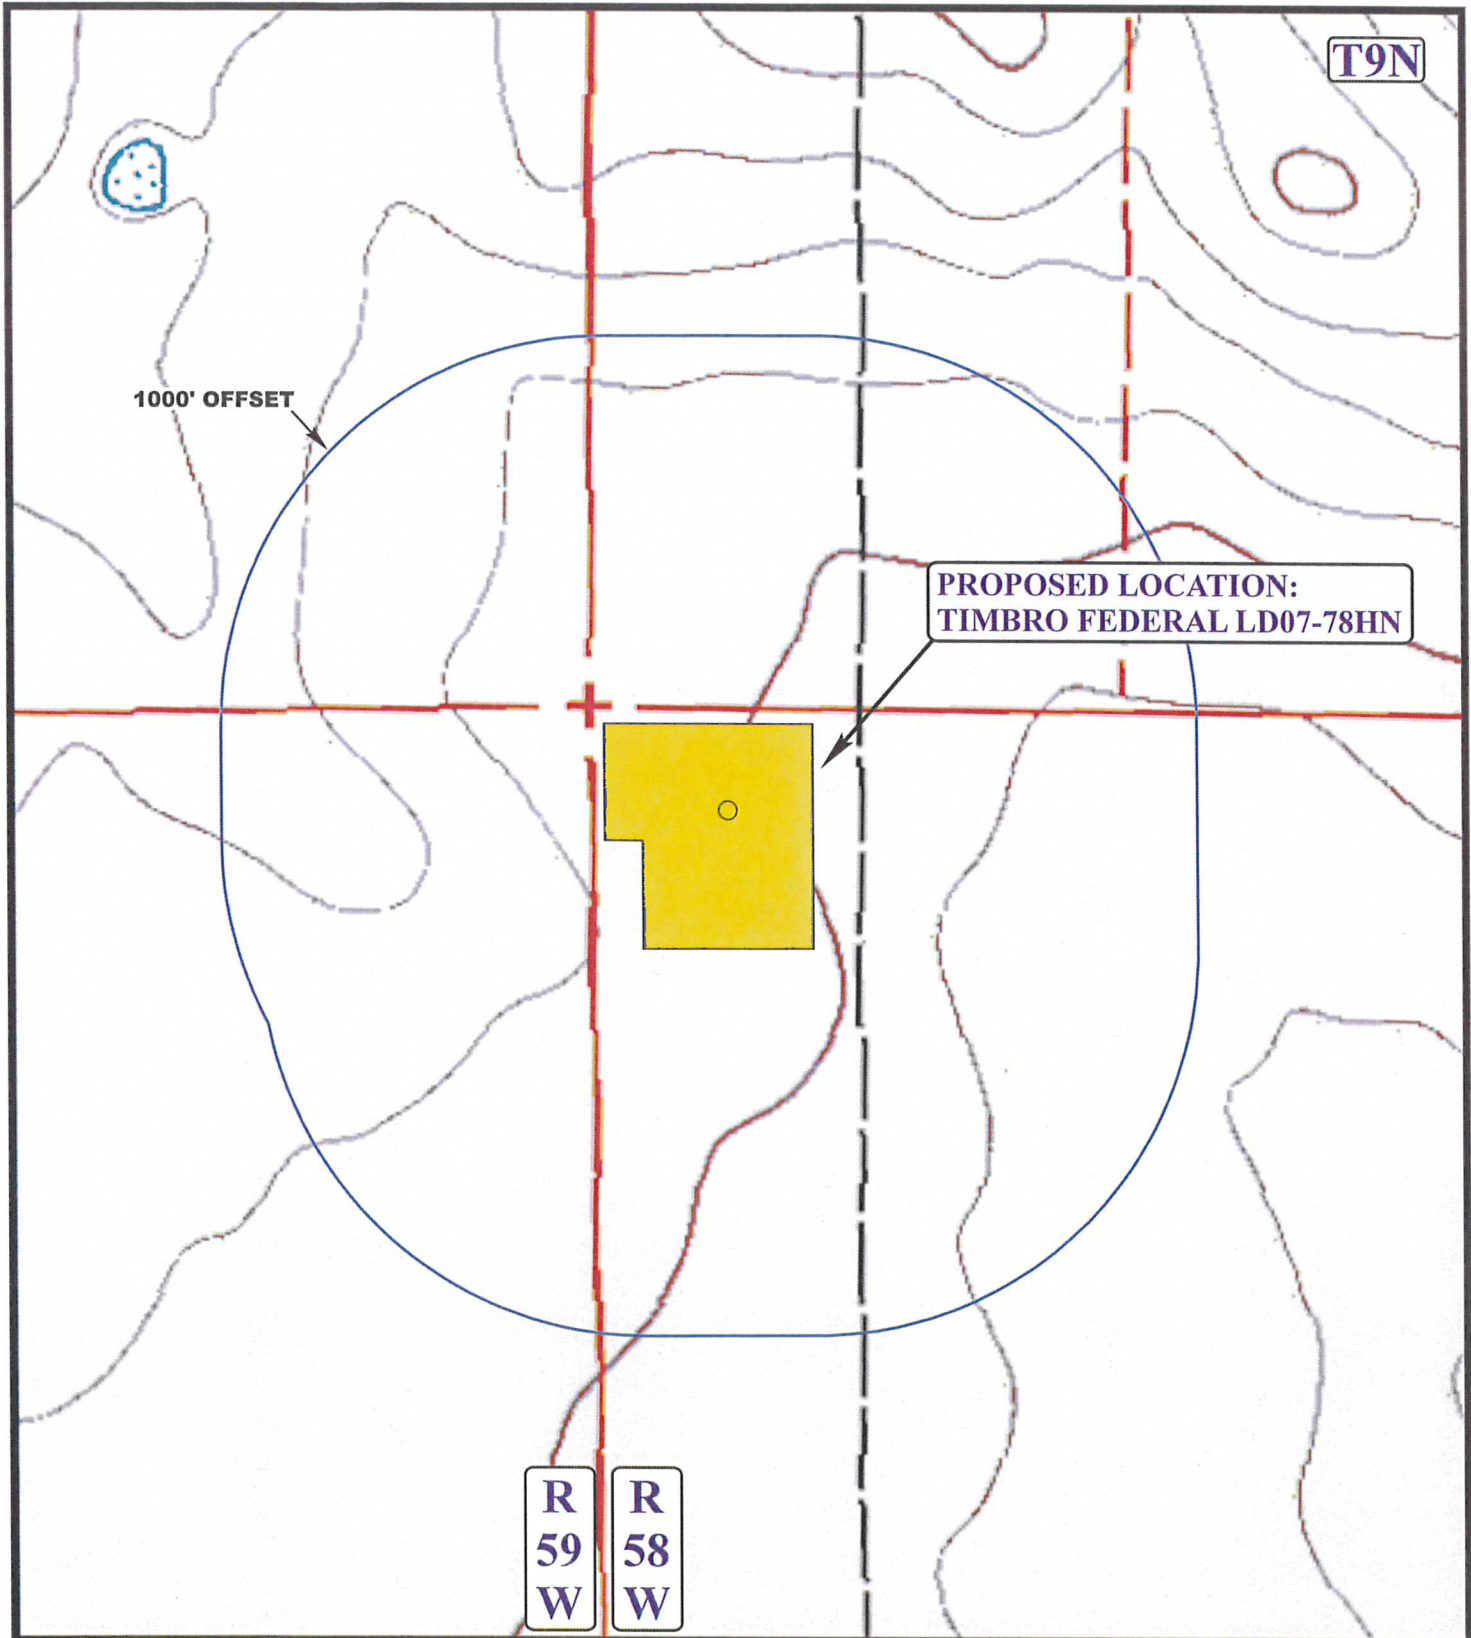 T9N
1000' OFFSET
PROPOSED LOCATION:
TIMBRO FEDERAL LD07-78HN
R
59
W
R
58
W